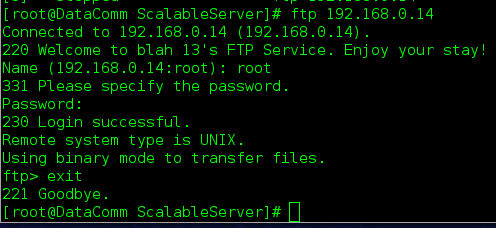 [root@DataComm ScalableServer]# ftp 192.168.0.14
Connected to 192.168.0.14 (192.168.0.14).
220 Welcome to blah 13's FTP Service. Enjoy your stay!
Name (192.168.0.14:root): root
331 Please specify the password.
Password:
230 Login successful.
Remote system type is UNIX.
Using binary mode to transfer files.
ftp> exit
221 Goodbye.
[root@DataComm ScalableServer]#